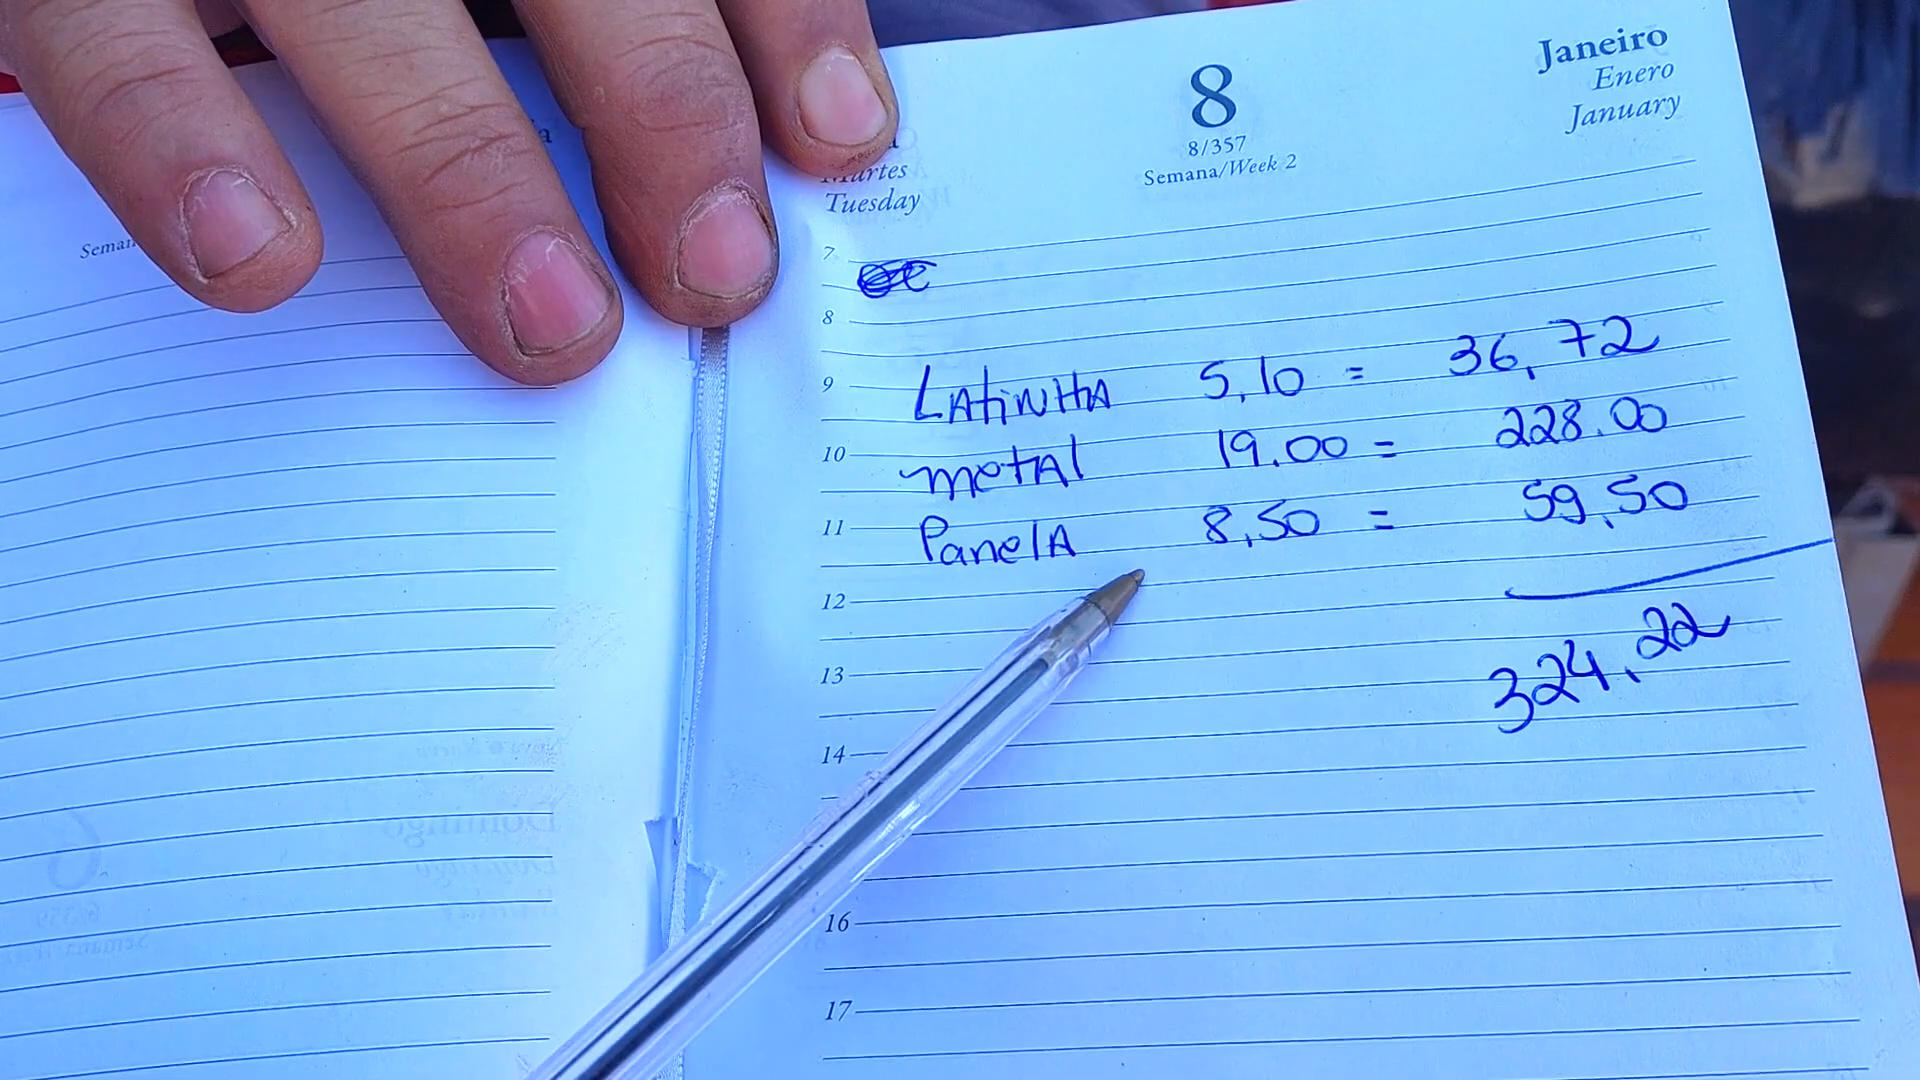 8
8/357
Semana/Week 2
Janeiro
Enero
January
Martes
Tuesday
7
8
9
LAtiNHA 5,10 = 36,72
10
metAl 19.00 = 228.00
11
PanelA 8,50 = 59,50
12
324,22
13
14
16
17